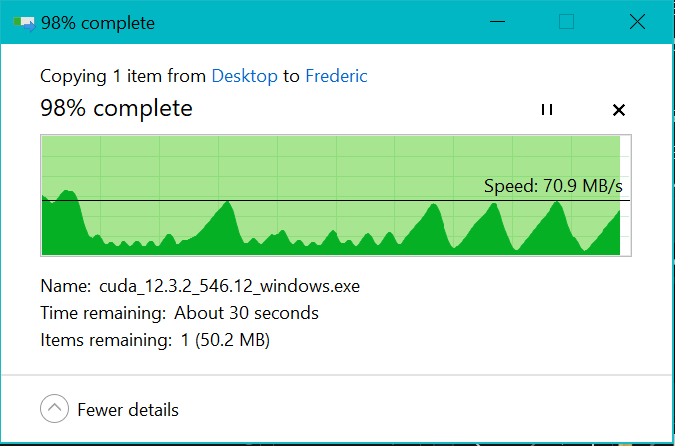 98% complete
Copying 1 item from Desktop to Frederic
98% complete
Speed: 70.9 MB/s
Name: cuda_12.3.2_546.12_windows.exe
Time remaining: About 30 seconds
Items remaining: 1 (50.2 MB)
Fewer details